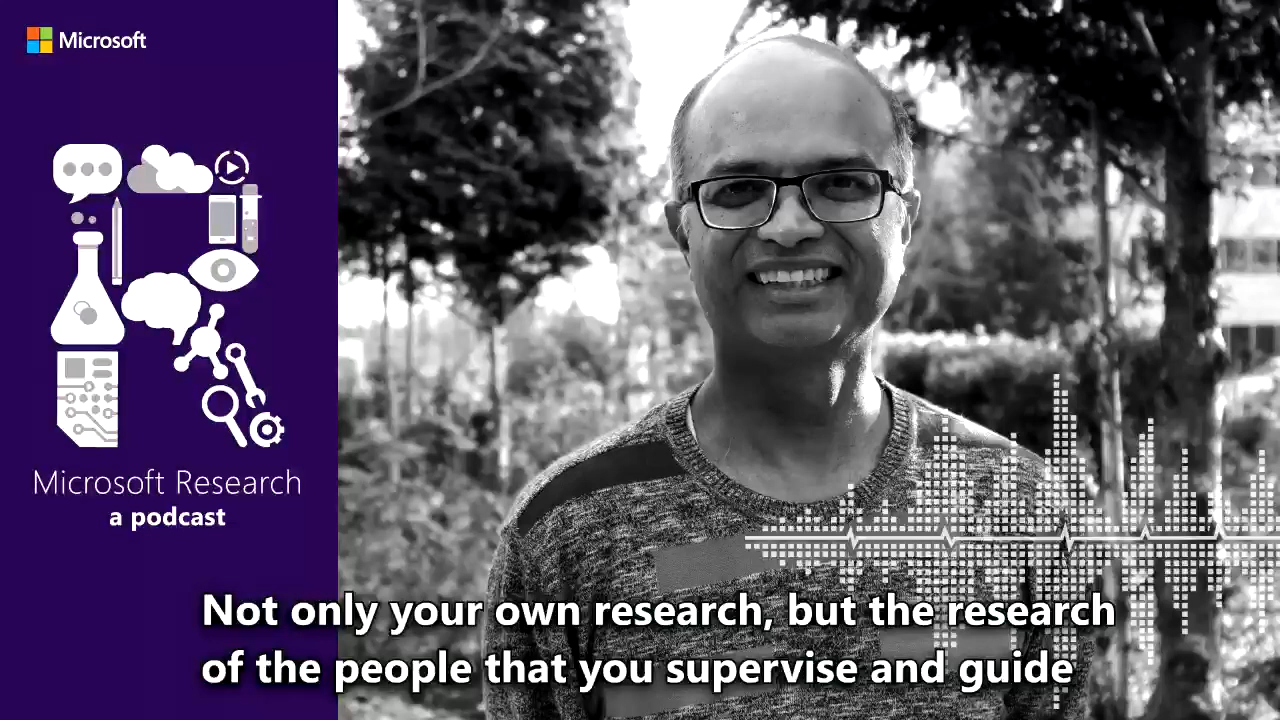 Microsoft
Microsoft Research
a podcast
Not only your own research, but the research
of the people that you supervise and guide